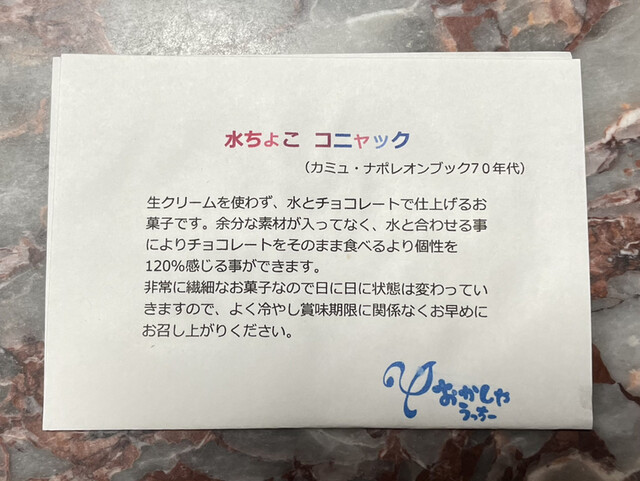 水ちょこ コニャック
（カミュ・ナポレオンブック70年代）
生クリームを使わず、水とチョコレートで仕上げるお
菓子です。余分な素材が入ってなく、水と合わせる事
によりチョコレートをそのまま食べるより個性を
120%感じる事ができます。
非常に繊細なお菓子なので日に日に状態は変わってい
きますので、よく冷やし賞味期限に関係なくお早めに
お召し上がりください。
おかしや
うっちー